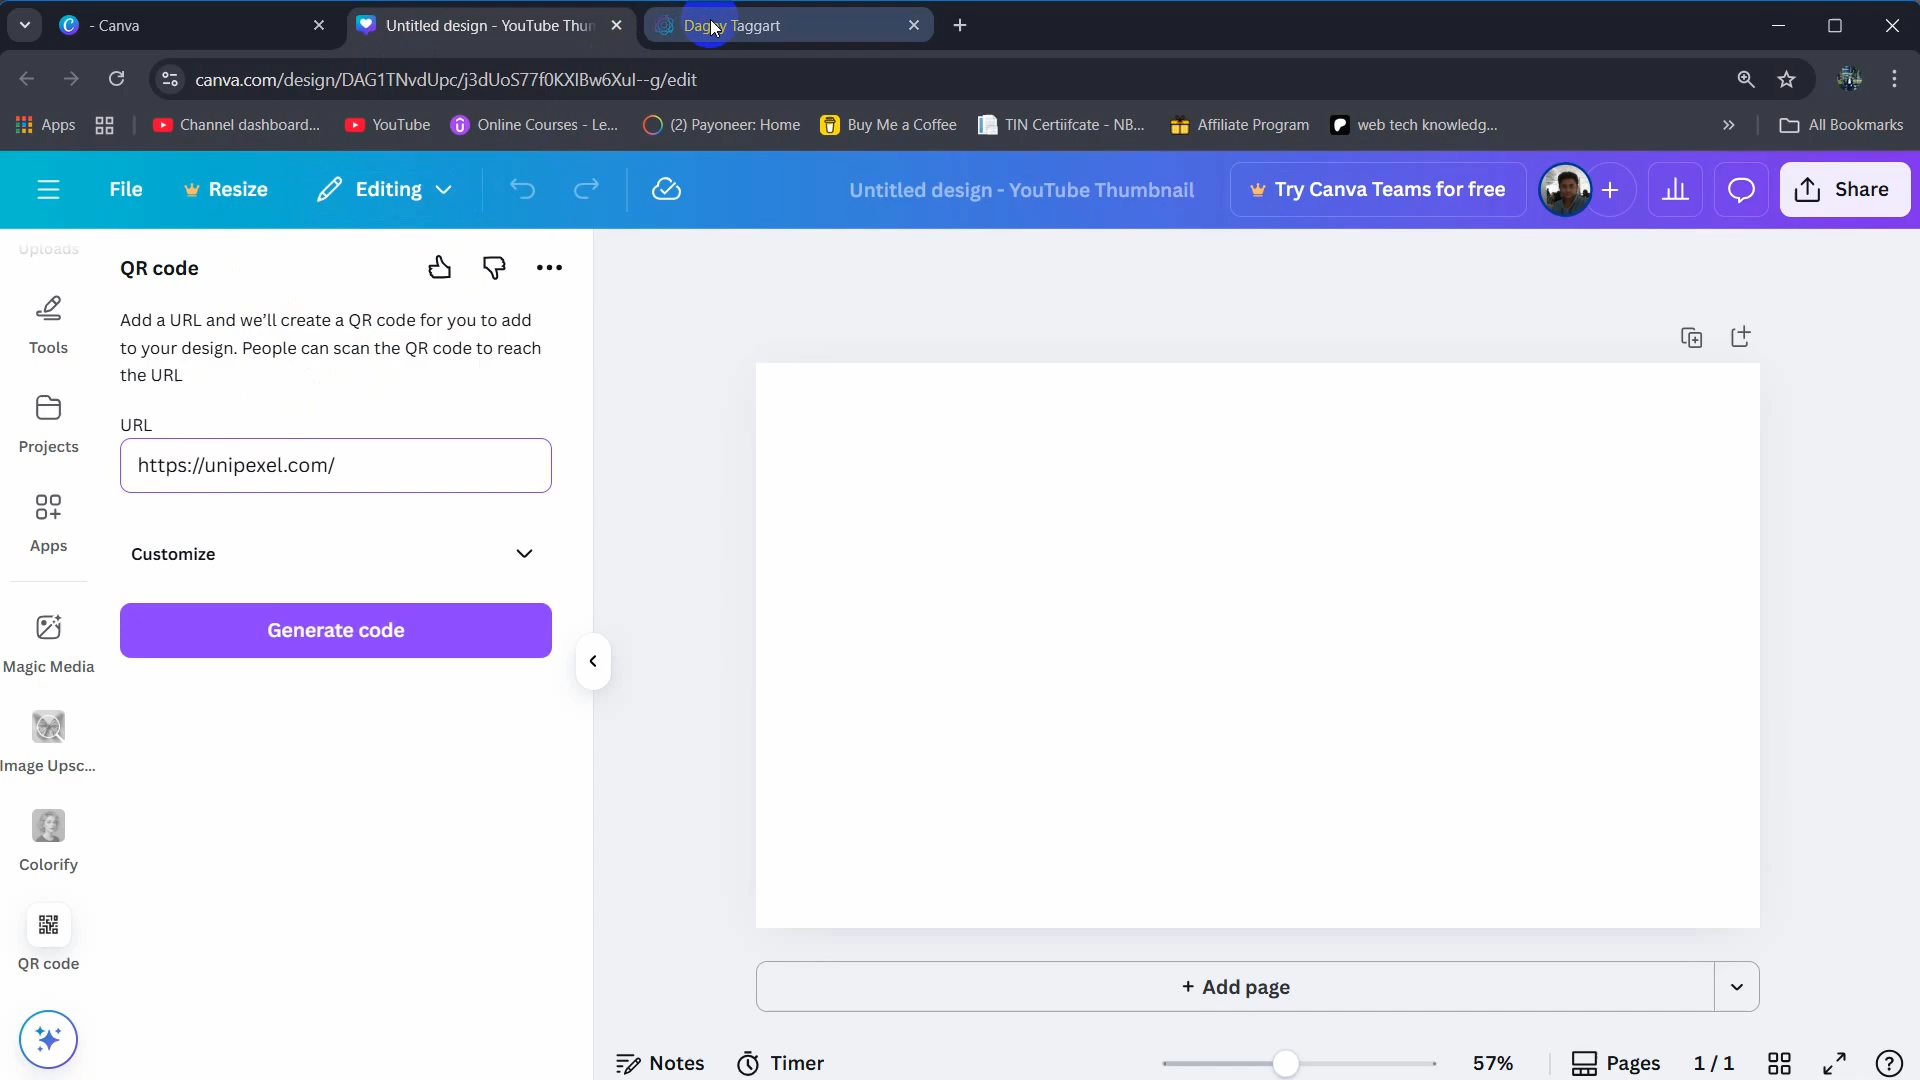 - Canva
Untitled design - YouTube Thun
Taggart
canva.com/design/DAG1TNvdUpc/j3dUoS77f0KXIBw6XuI--g/edit
Apps
Channel dashboard...
YouTube
Online Courses - Le...
(2) Payoneer: Home
Buy Me a Coffee
TIN Certiifcate - NB...
Affiliate Program
web tech knowledg...
All Bookmarks
File
Resize
Editing
Untitled design - YouTube Thumbnail
Try Canva Teams for free
Share
Uploads
Tools
Projects
Apps
Magic Media
Image Upsc...
Colorify
QR code
QR code
Add a URL and we’ll create a QR code for you to add
to your design. People can scan the QR code to reach
the URL
URL
https://unipexel.com/
Customize
Generate code
+ Add page
Notes
Timer
57%
Pages
1 / 1